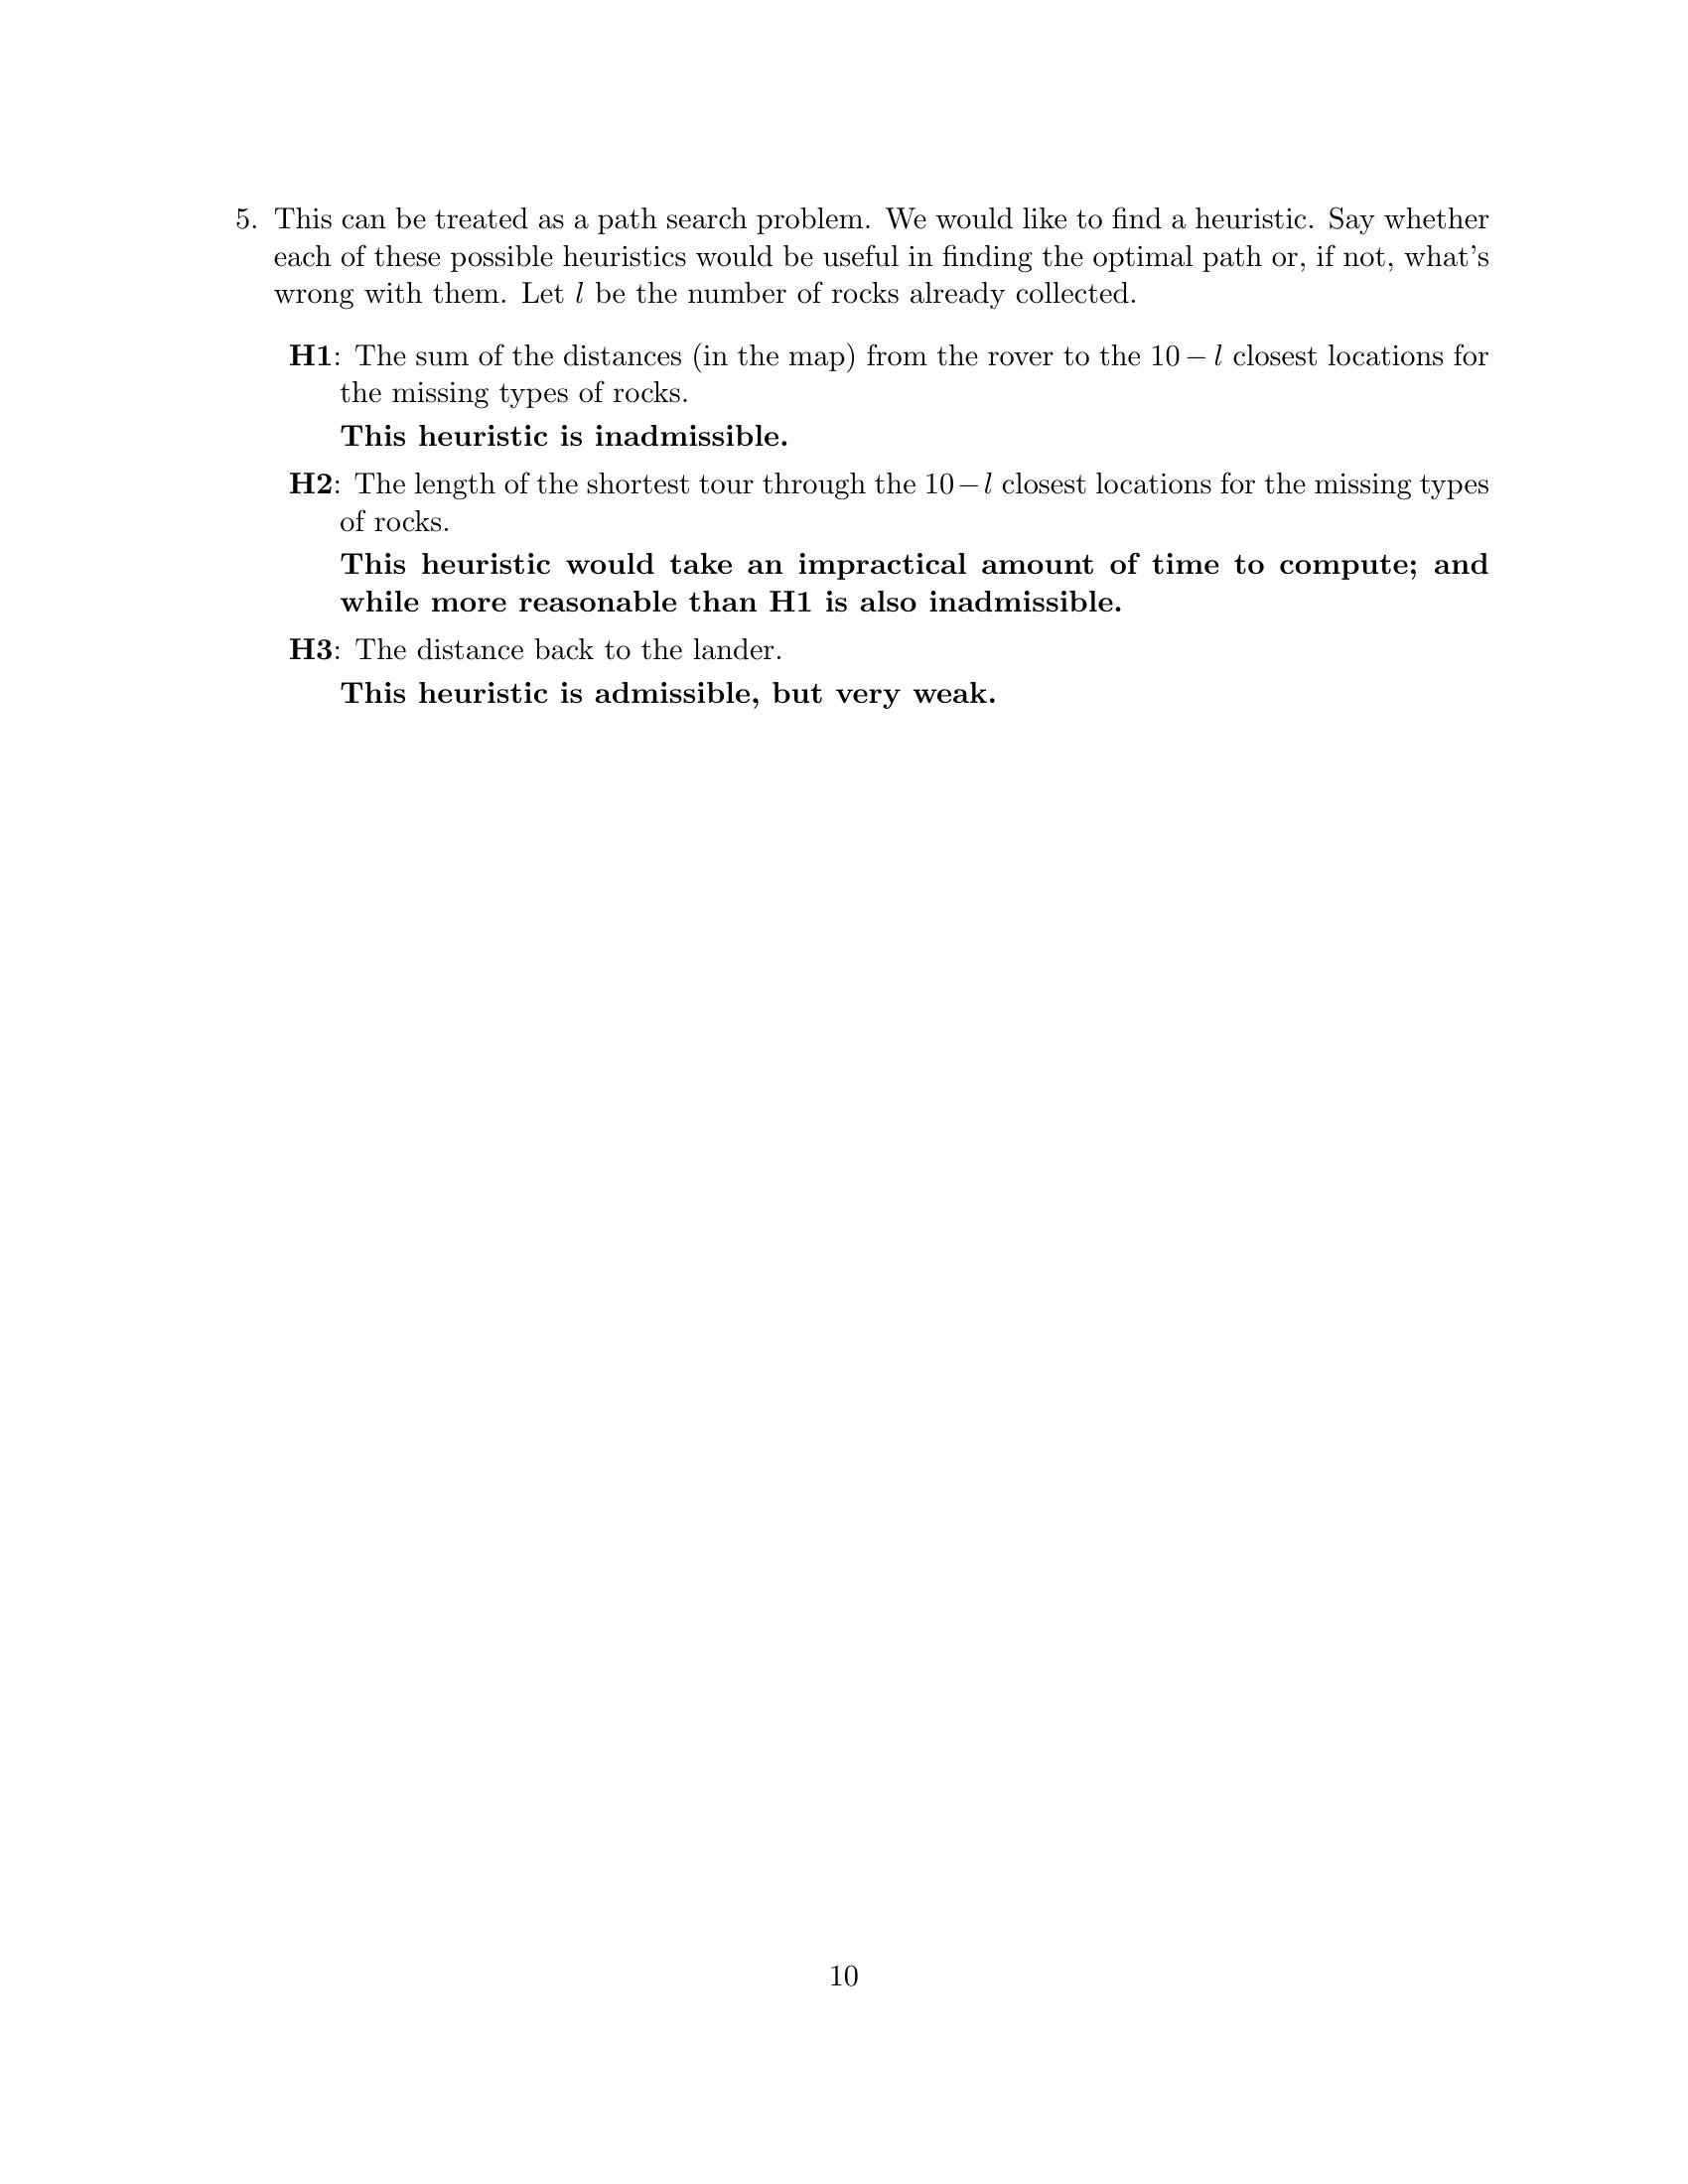 5. This can be treated as a path search problem. We would like to find a heuristic. Say whether
each of these possible heuristics would be useful in finding the optimal path or, if not, what's
wrong with them. Let l be the number of rocks already collected.
H1: The sum of the distances (in the map) from the rover to the 10 − l closest locations for
the missing types of rocks.
This heuristic is inadmissible.
H2: The length of the shortest tour through the 10 − l closest locations for the missing types
of rocks.
This heuristic would take an impractical amount of time to compute; and
while more reasonable than H1 is also inadmissible.
H3: The distance back to the lander.
This heuristic is admissible, but very weak.
10